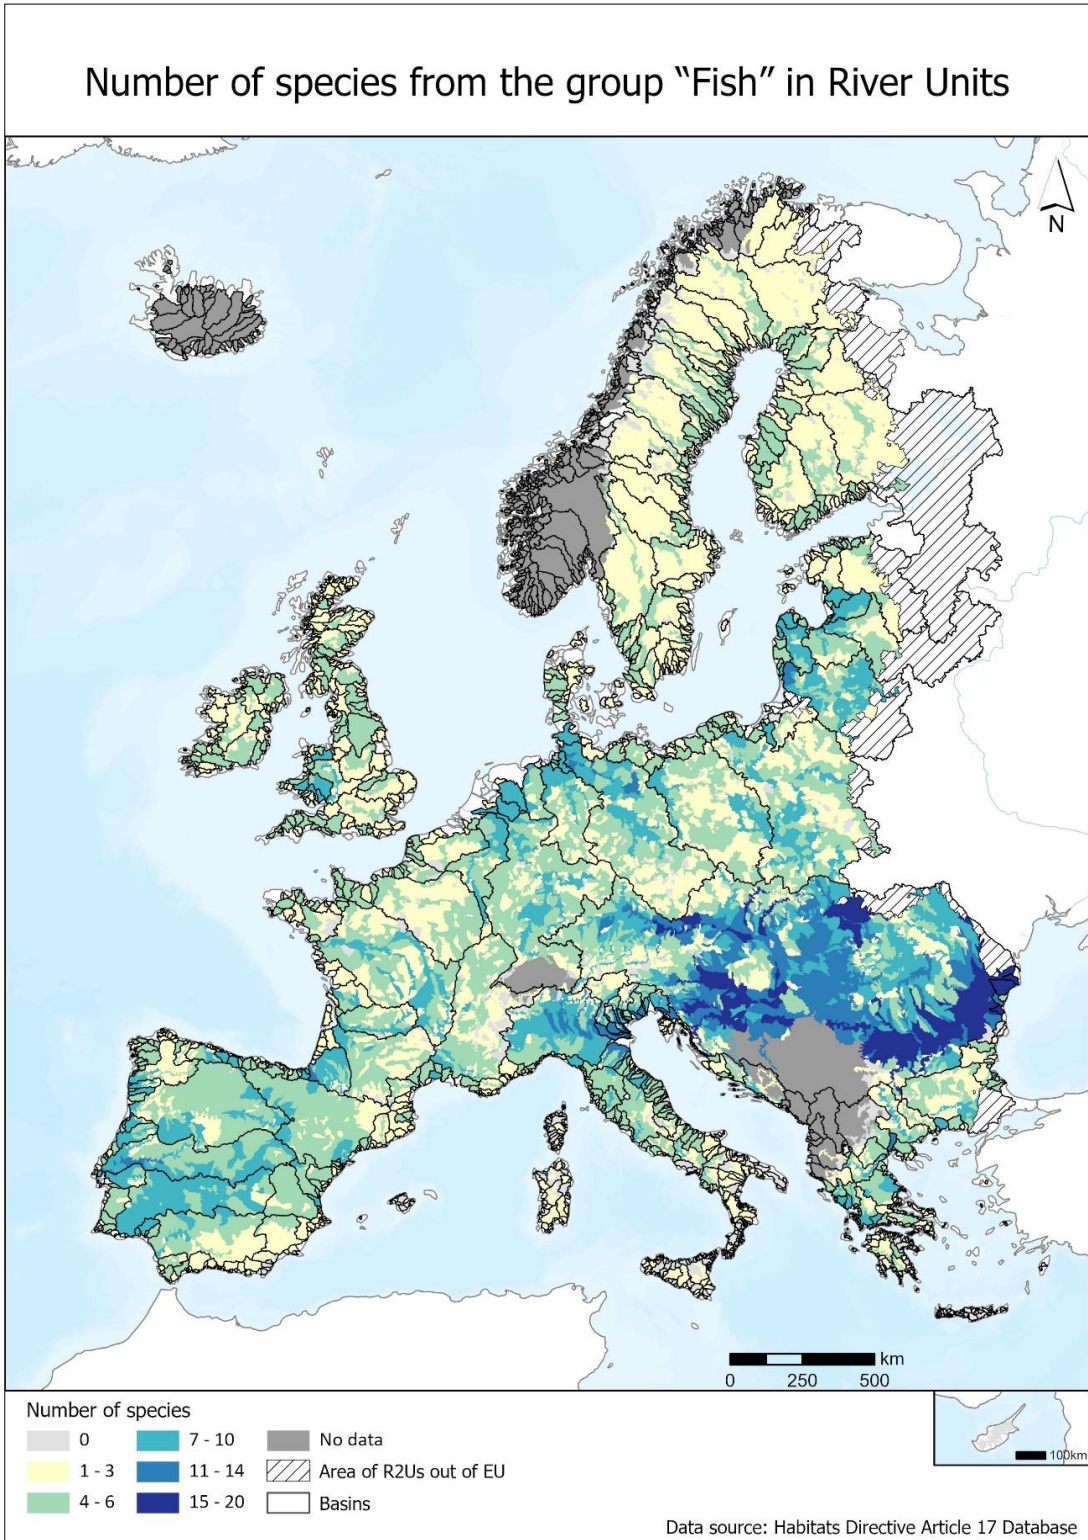 Number of species from the group “Fish” in River Units
N
km
0 250 500
Number of species
0 7 - 10 No data
1 - 3 11 - 14 Area of R2Us out of EU
4 - 6 15 - 20 Basins
100km
Data source: Habitats Directive Article 17 Database